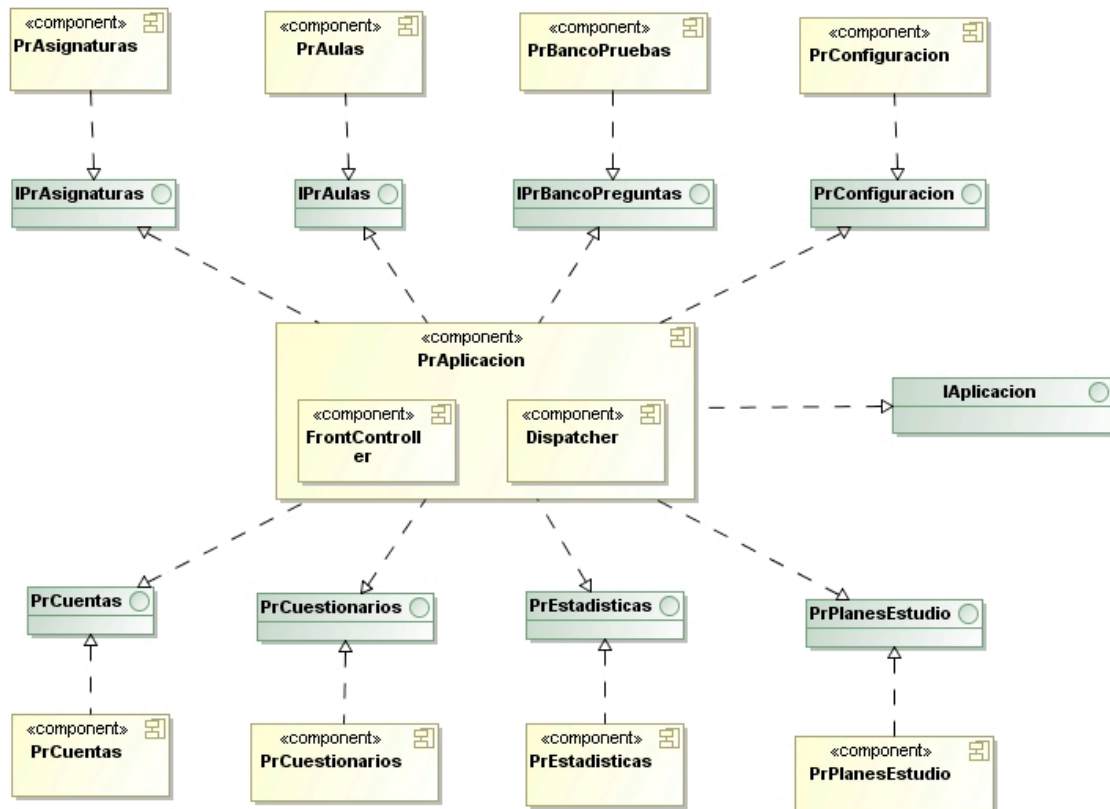 «component»
PrAsignaturas
«component»
PrAulas
«component»
PrBancoPruebas
«component»
PrConfiguracion
IPrAsignaturas
IPrAulas
IPrBancoPreguntas
PrConfiguración
«component»
PrAplicacion
«component»
FrontControll
er
«component»
Dispatcher
IAplicacion
PrCuentas
PrCuestionarios
PrEstadisticas
PrPlanesEstudio
«component»
PrCuentas
«component»
PrCuestionarios
«component»
PrEstadisticas
«component»
PrPlanesEstudio